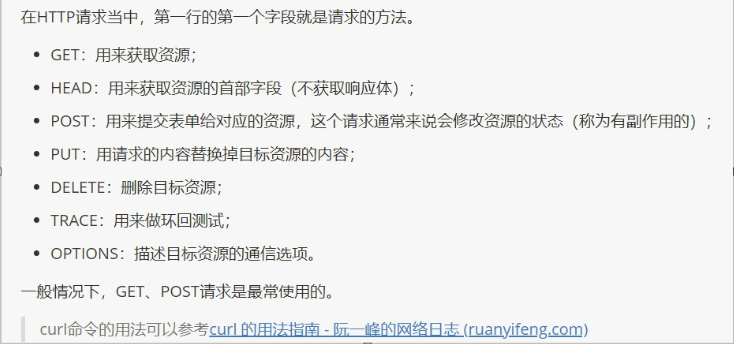 在HTTP请求当中，第一行的第一个字段就是请求的方法。
• GET：用来获取资源；
• HEAD：用来获取资源的首部字段（不获取响应体）；
• POST：用来提交表单给对应的资源，这个请求通常来说会修改资源的状态（称为有副作用的）；
• PUT：用请求的内容替换掉目标资源的内容；
• DELETE：删除目标资源；
• TRACE：用来做环回测试；
• OPTIONS：描述目标资源的通信选项。
一般情况下，GET、POST请求是最常使用的。
curl命令的用法可以参考curl 的用法指南 - 阮一峰的网络日志 (ruanyifeng.com)